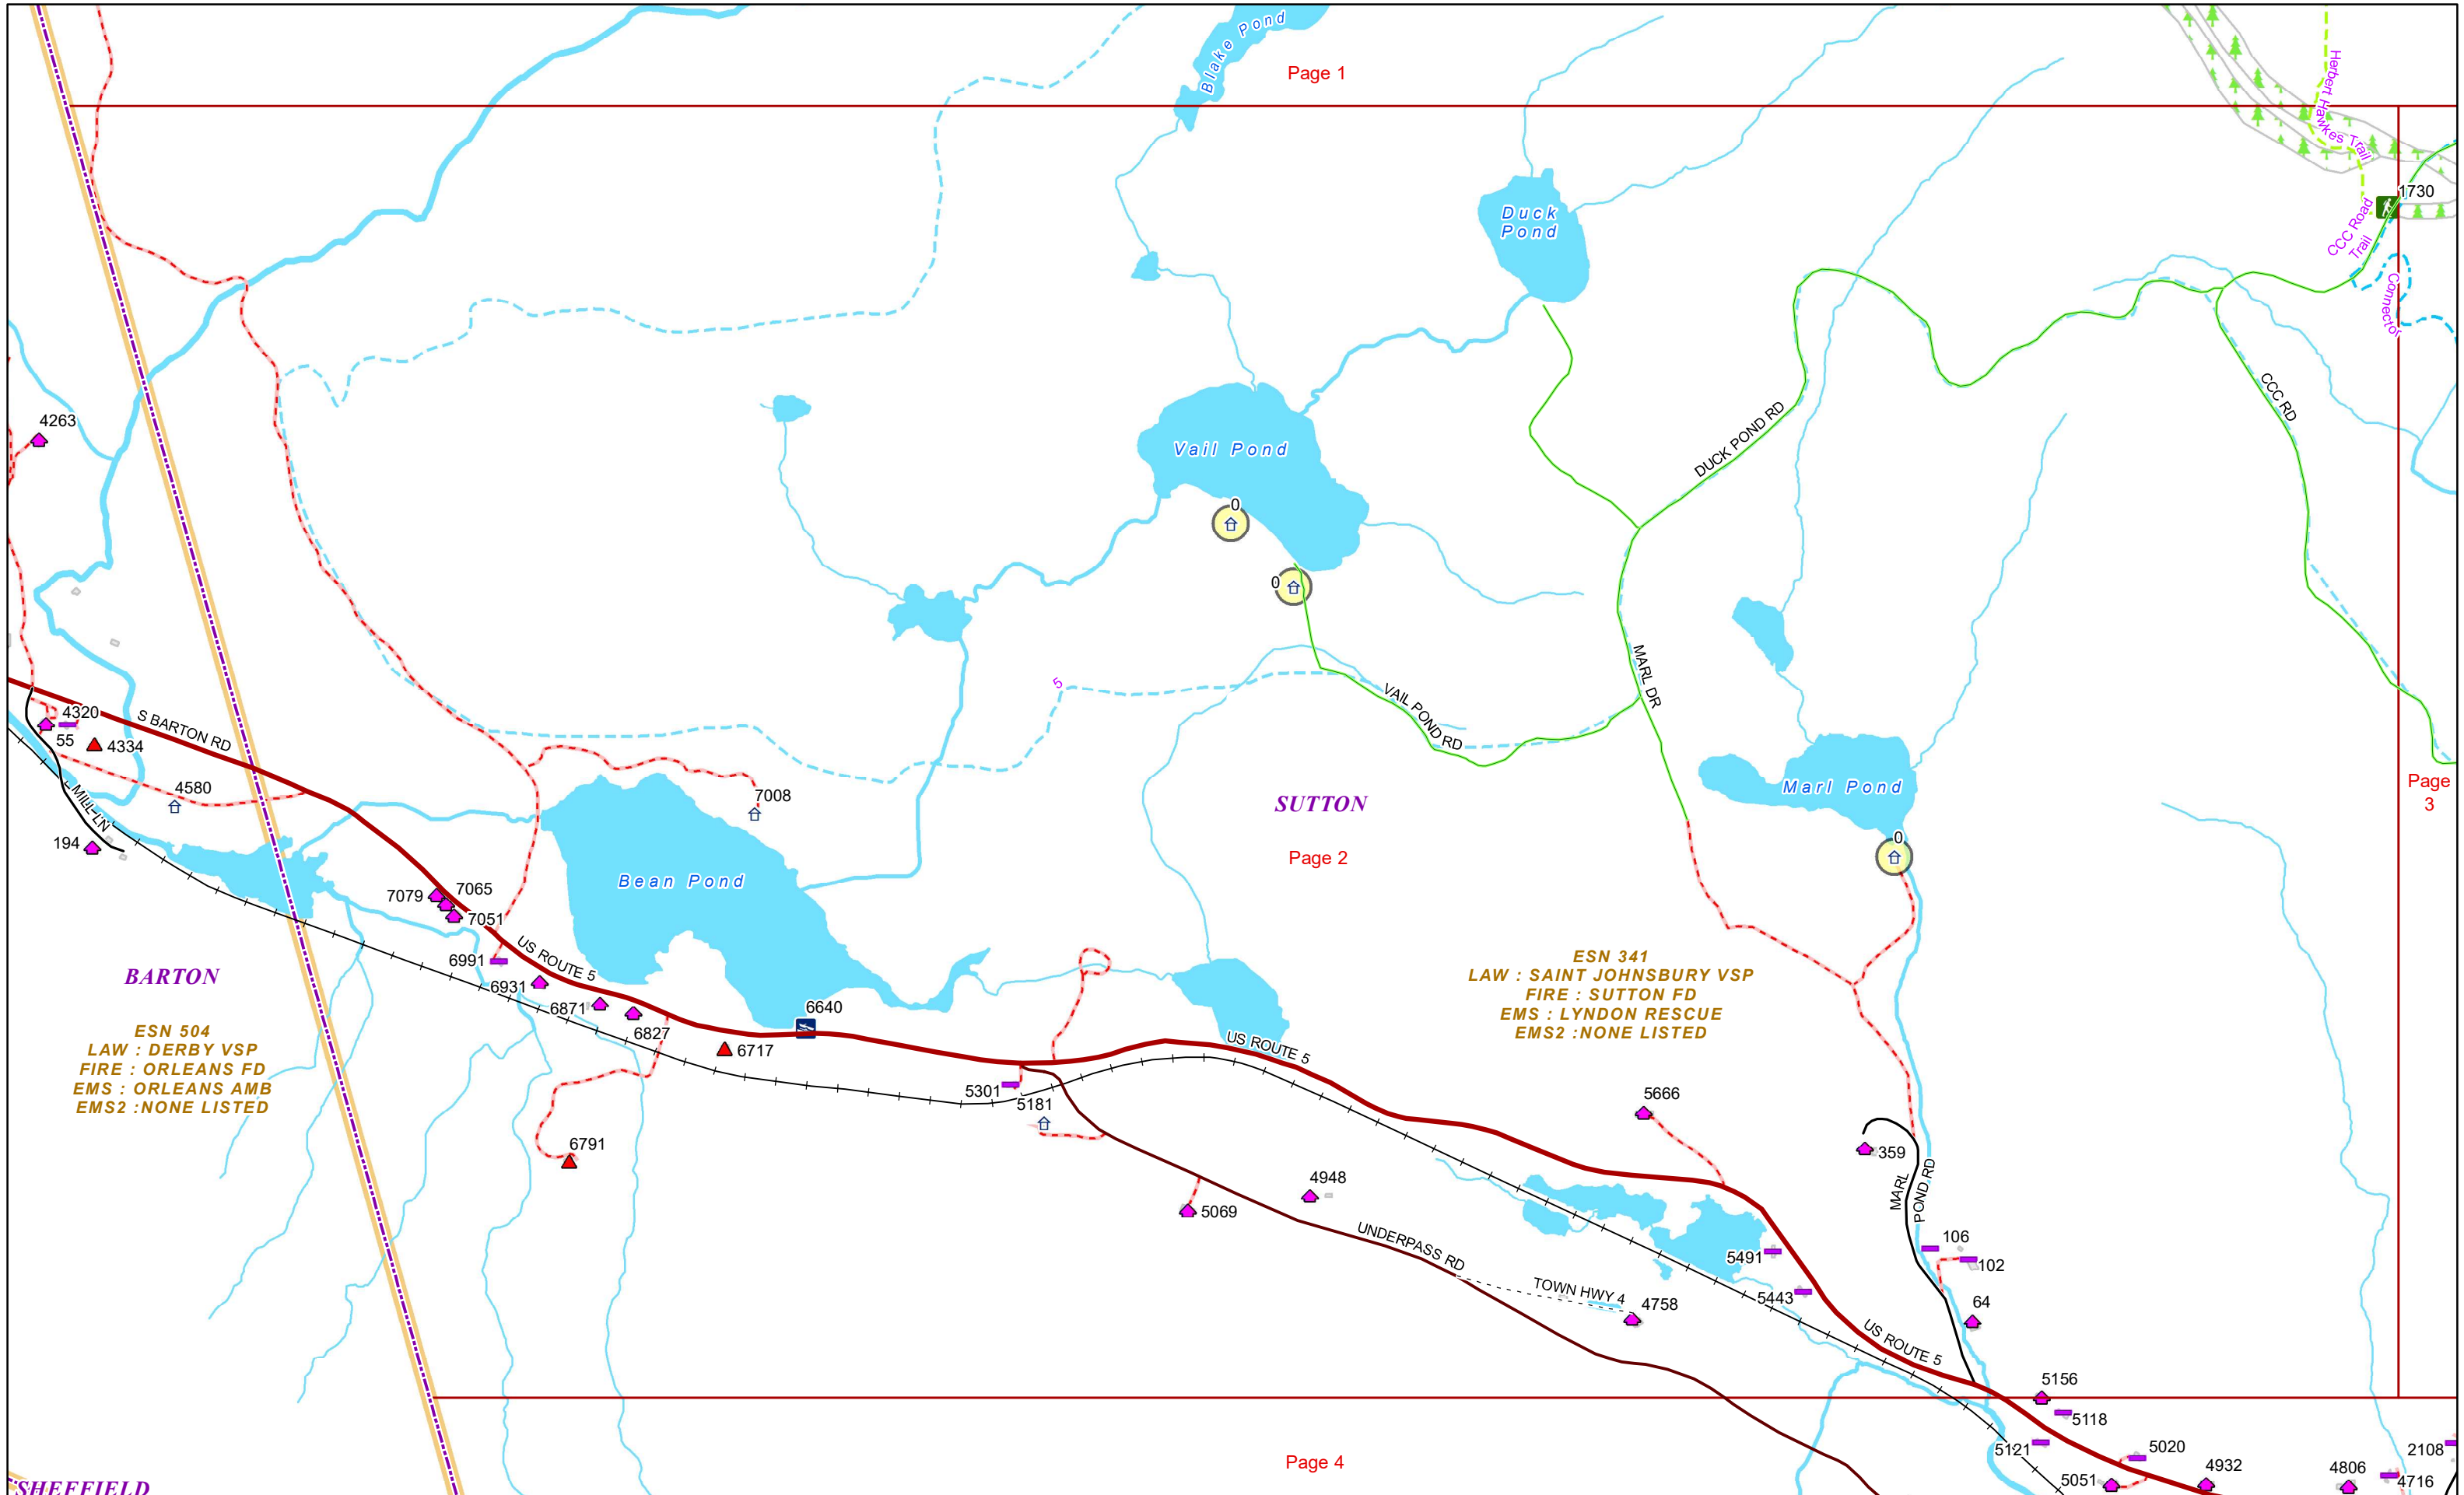 Blake Pond
Page 1
Herbert Hawkes Trail
1730
CCC Road
Trail
Connector
Duck
Pond
CCC RD
DUCK POND RD
4263
Vail Pond
0
0
MARL DR
5
VAIL POND RD
4320
55
4334
S BARTON RD
4580
MILL LN
194
7008
SUTTON
Page 2
Marl Pond
0
Page
3
Bean Pond
7079
7065
7051
6991
US ROUTE 5
6931
6871
6827
6640
6717
BARTON
ESN 504
LAW : DERBY VSP
FIRE : ORLEANS FD
EMS : ORLEANS AMB
EMS2 :NONE LISTED
ESN 341
LAW : SAINT JOHNSBURY VSP
FIRE : SUTTON FD
EMS : LYNDON RESCUE
EMS2 :NONE LISTED
US ROUTE 5
5301
5181
6791
5666
359
MARL
POND RD
4948
5069
UNDERPASS RD
TOWN HWY 4
4758
5491
5443
106
102
64
US ROUTE 5
5156
5118
5121
5020
5051
4932
4806
4716
2108
Page 4
SHEFFIELD